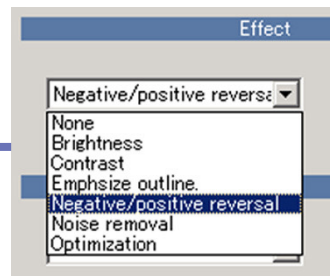 Effect
Negative/positive reversa
None
Brightness
Contrast
Emphsize outline.
Negative/positive reversal
Noise removal
Optimization